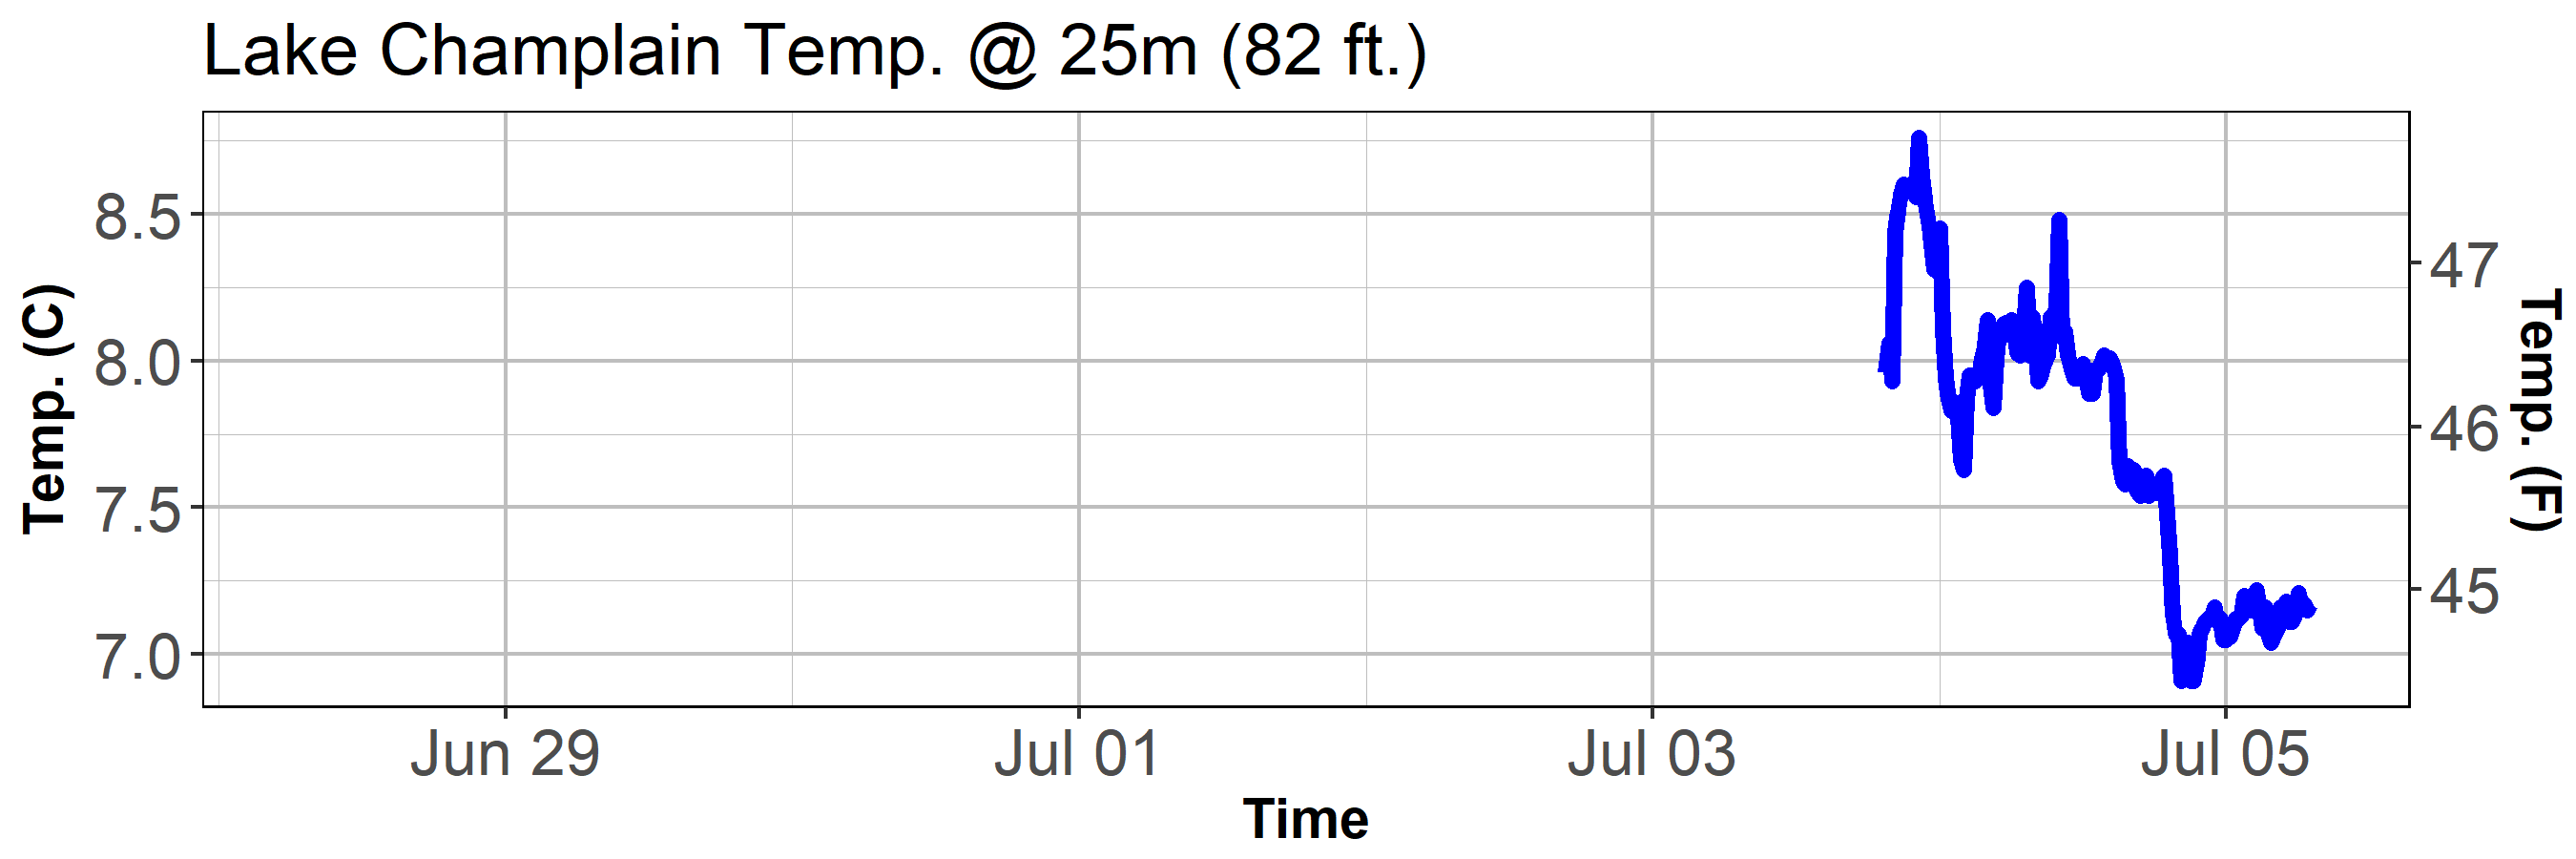 Lake Champlain Temp. @ 25m (82 ft.)
Temp. (C)
8.5
8.0
7.5
7.0
47
46
45
Temp. (F)
Jun 29
Jul 01
Jul 03
Jul 05
Time